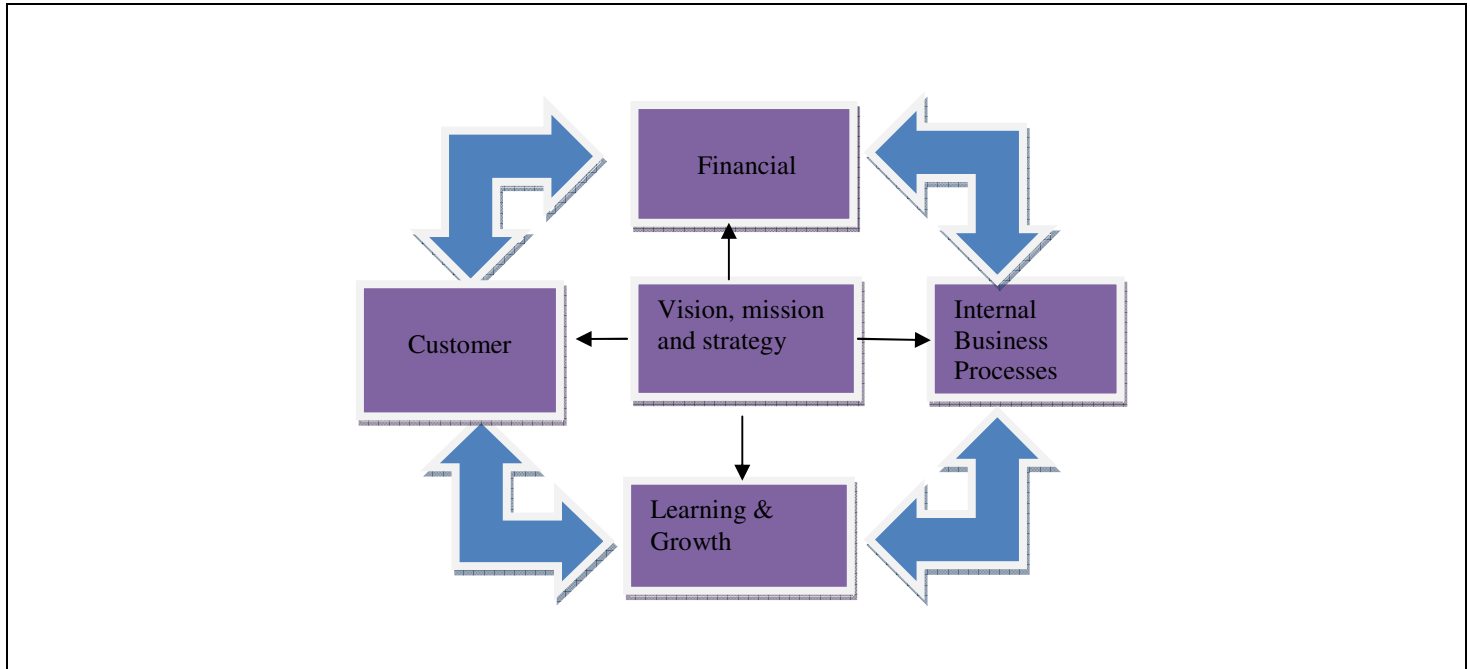 Financial
Customer
Vision, mission
and strategy
Internal
Business
Processes
Learning &
Growth